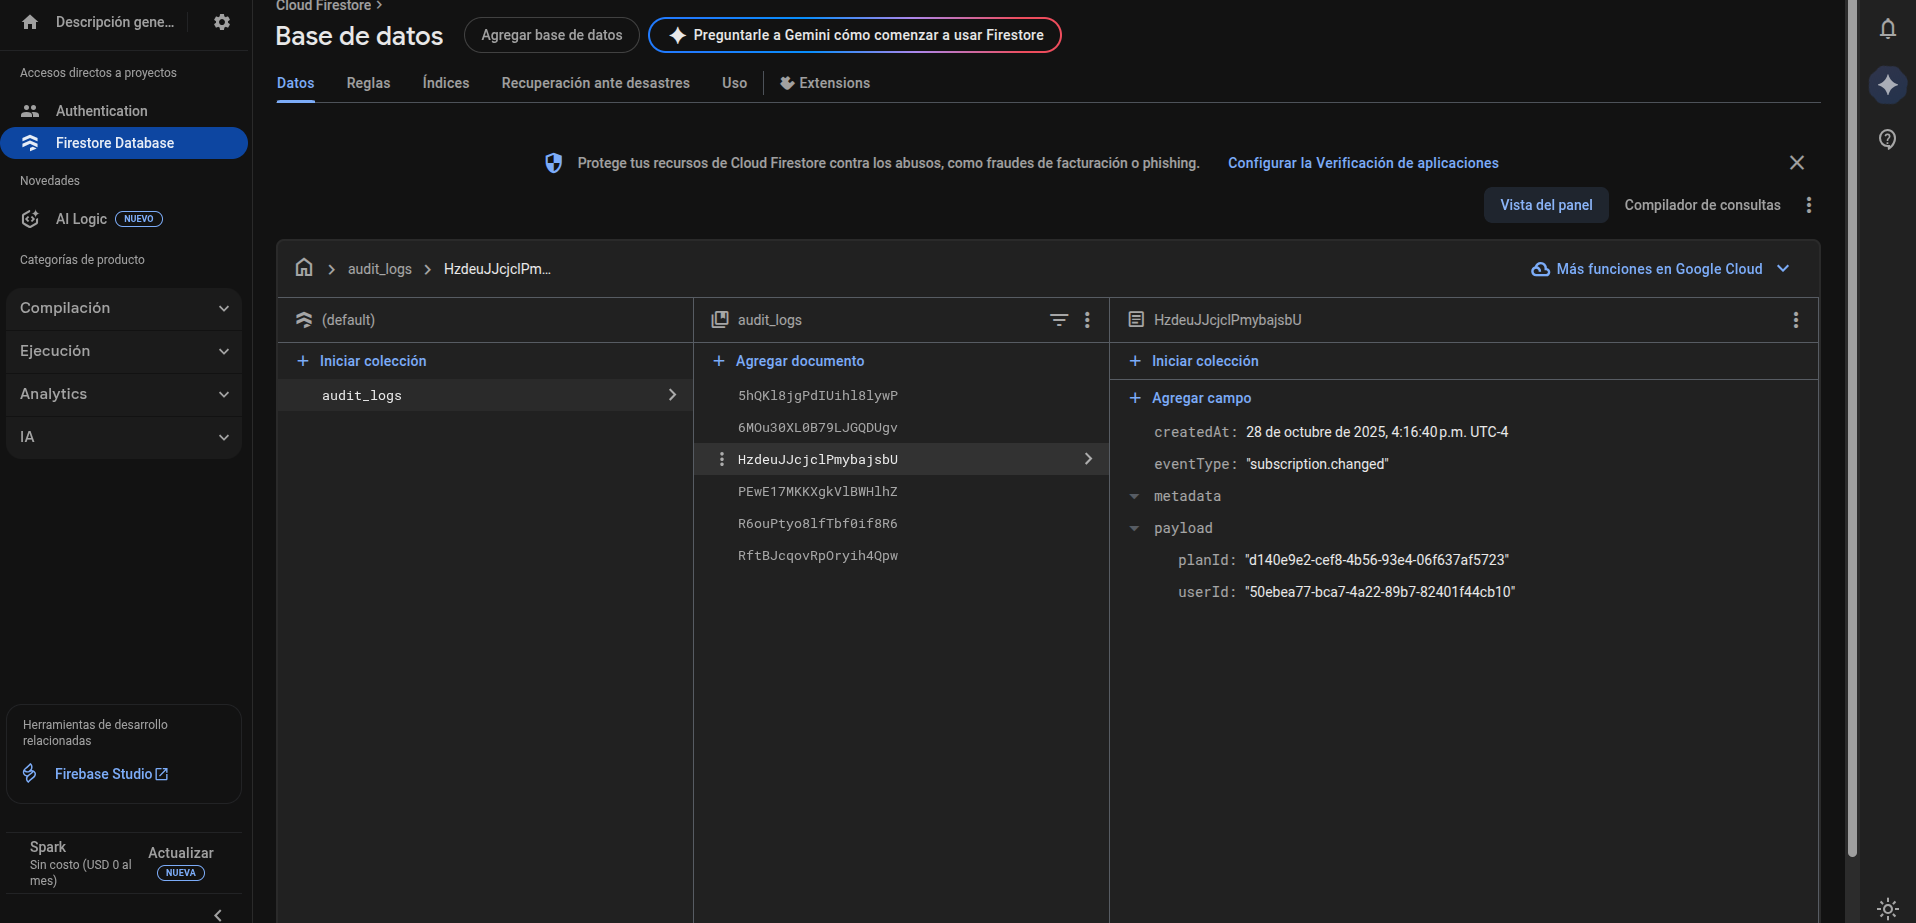 Descripción gene...
Accesos directos a proyectos
Authentication
Firestore Database
Novedades
AI Logic NUEVO
Categorías de producto
Compilación
Ejecución
Analytics
IA
Herramientas de desarrollo
relacionadas
Firebase Studio
Spark
Sin costo (USD 0 al
mes)
Actualizar
NUEVA
Cloud Firestore
Base de datos
Agregar base de datos
Preguntarle a Gemini cómo comenzar a usar Firestore
Datos Reglas Índices Recuperación ante desastres Uso Extensions
Protege tus recursos de Cloud Firestore contra los abusos, como fraudes de facturación o phishing. Configurar la Verificación de aplicaciones
Vista del panel Compilador de consultas
audit_logs HzdeuJJcjclPm...
Más funciones en Google Cloud
(default)
Iniciar colección
audit_logs
audit_logs
Agregar documento
5hQKl8jgPdIUihl8lywP
6MOu30XL0B79LJGQDUgv
HzdeuJJcjclPmybajsbU
PEwE17MKKXgkVlBWHlhZ
R6ouPtyo8lfTbf0if8R6
RftBJcqovRpOryih4Qpw
HzdeuJJcjclPmybajsbU
Iniciar colección
Agregar campo
createdAt: 28 de octubre de 2025, 4:16:40 p.m. UTC-4
eventType: "subscription.changed"
metadata
payload
planId: "d140e9e2-cef8-4b56-93e4-06f637af5723"
userId: "50ebea77-bca7-4a22-89b7-82401f44cb10"